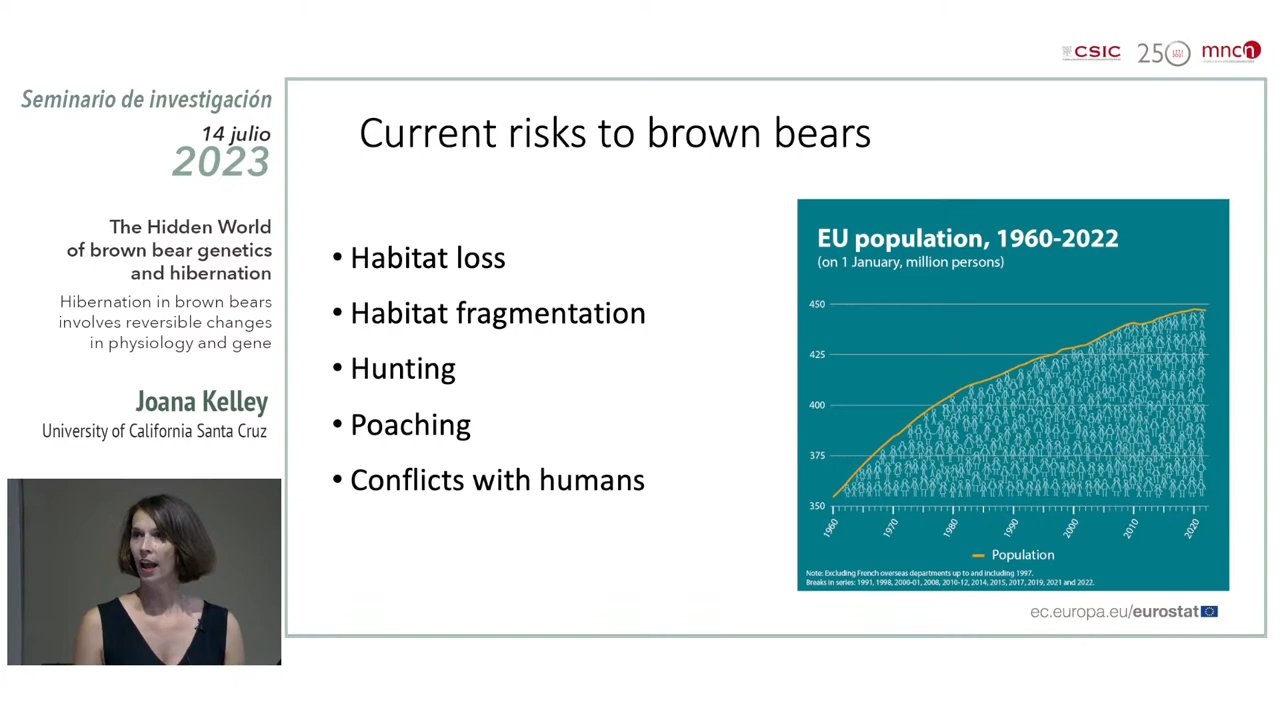 CSIC
250
mncn
Seminario de investigación
14 julio
2023
The Hidden World
of brown bear genetics
and hibernation
Hibernation in brown bears
involves reversible changes
in physiology and gene
Joana Kelley
University of California Santa Cruz
Current risks to brown bears
• Habitat loss
• Habitat fragmentation
• Hunting
• Poaching
• Conflicts with humans
EU population, 1960-2022
(on 1 January, million persons)
450
425
400
375
350
1960
1970
1980
1990
2000
2010
2020
Population
Note: Excluding French overseas departments up to and including 1997.
Breaks in series: 1991, 1998, 2000-01, 2008, 2010-12, 2014, 2015, 2017, 2019, 2021 and 2022.
ec.europa.eu/eurostat